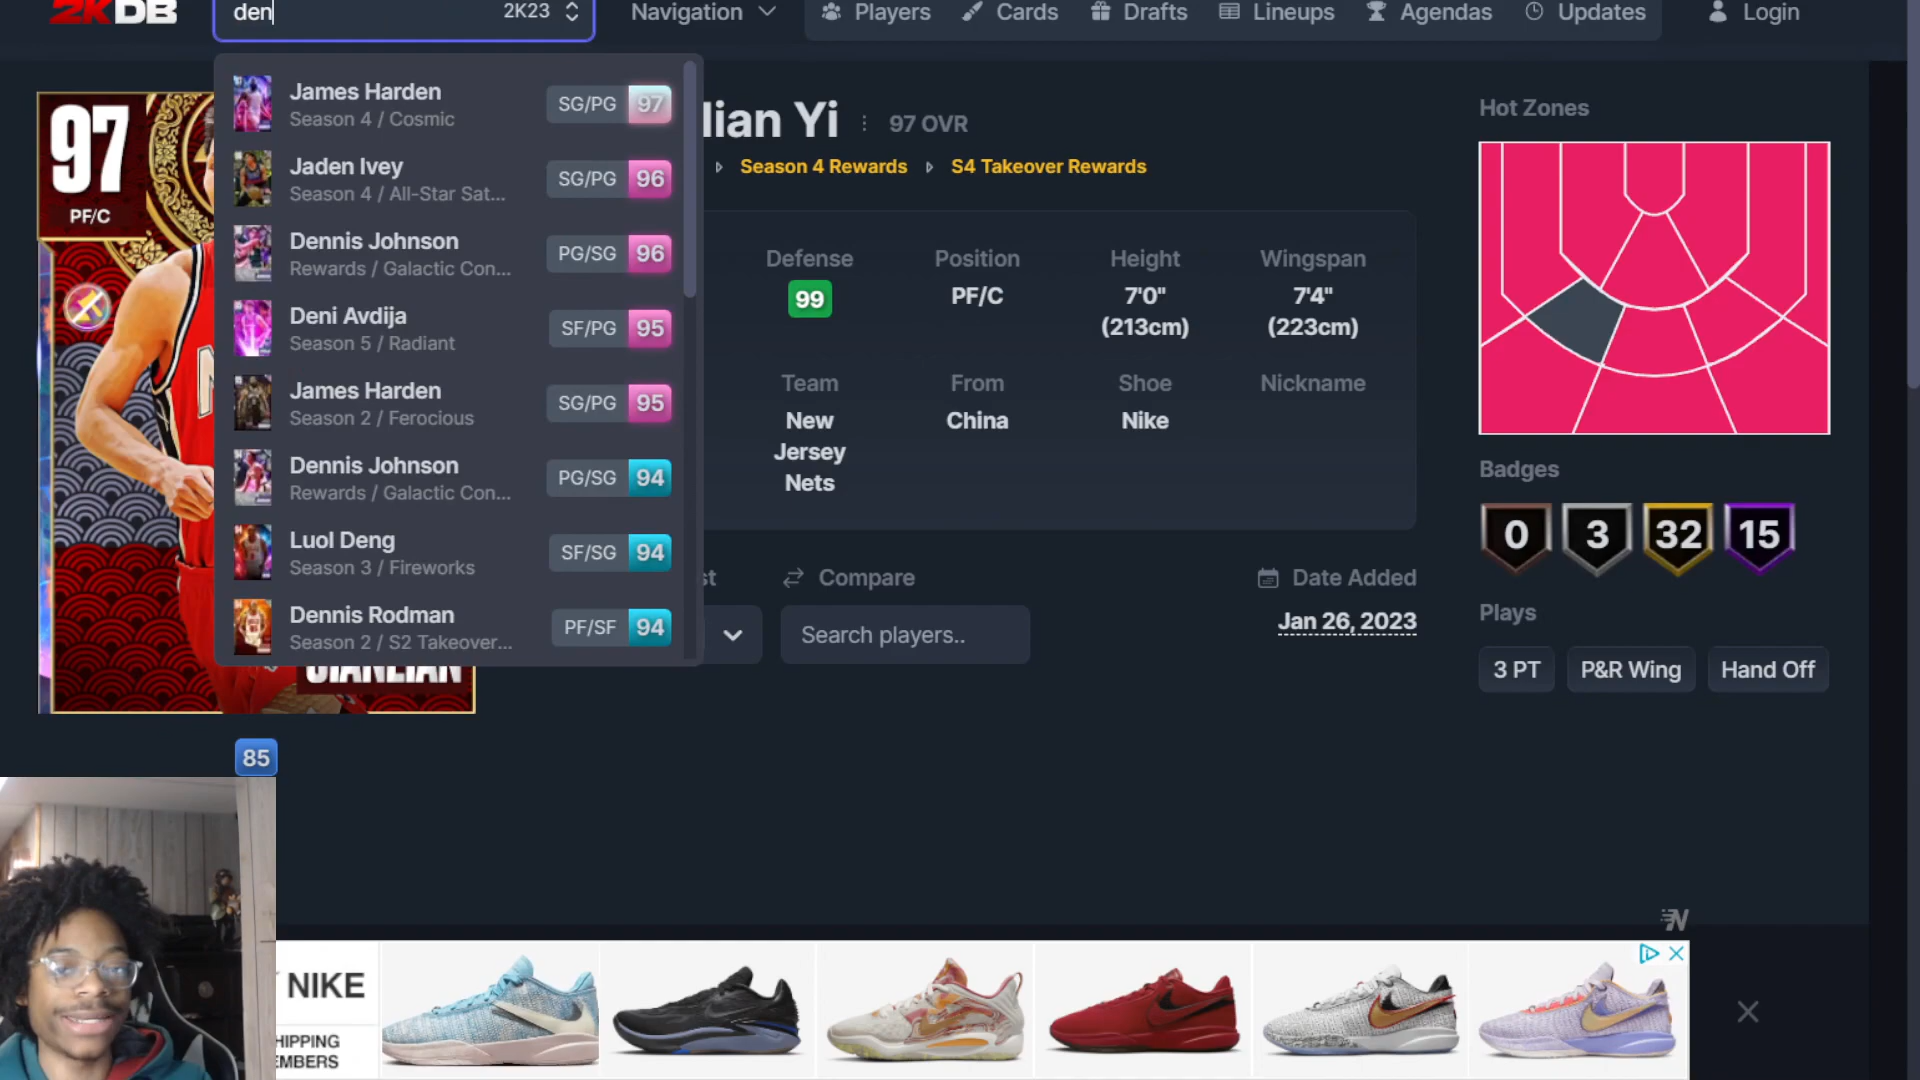 2KDB
den
2K23
Navigation
Players
Cards
Drafts
Lineups
Agendas
Updates
Login
97
PF/C
James Harden
Season 4 / Cosmic
SG/PG 97
Jaden Ivey
Season 4 / All-Star Sat...
SG/PG 96
Dennis Johnson
Rewards / Galactic Con...
PG/SG 96
Deni Avdija
Season 5 / Radiant
SF/PG 95
James Harden
Season 2 / Ferocious
SG/PG 95
Dennis Johnson
Rewards / Galactic Con...
PG/SG 94
Luol Deng
Season 3 / Fireworks
SF/SG 94
Dennis Rodman
Season 2 / S2 Takeover...
PF/SF 94
JIANLIAN
85
lian Yi
97 OVR
Season 4 Rewards
S4 Takeover Rewards
Defense
99
Position
PF/C
Height
7'0"
(213cm)
Wingspan
7'4"
(223cm)
Team
New
Jersey
Nets
From
China
Shoe
Nike
Nickname
st
Compare
Search players..
Date Added
Jan 26, 2023
Hot Zones
Badges
0
3
32
15
Plays
3 PT
P&R Wing
Hand Off
NIKE
HIPPING
EMBERS